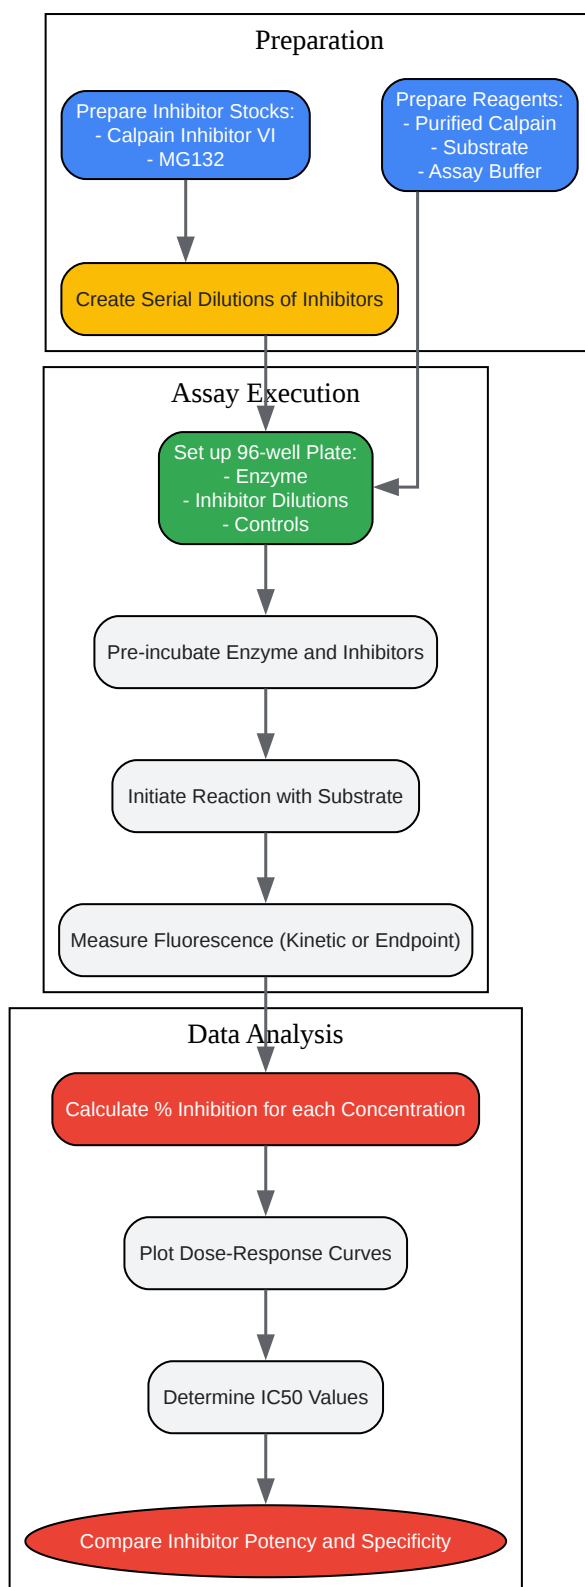 Preparation
Prepare Inhibitor Stocks:
- Calpain Inhibitor VI
- MG132
Prepare Reagents:
- Purified Calpain
- Substrate
- Assay Buffer
Create Serial Dilutions of Inhibitors
Assay Execution
Set up 96-well Plate:
- Enzyme
- Inhibitor Dilutions
- Controls
Pre-incubate Enzyme and Inhibitors
Initiate Reaction with Substrate
Measure Fluorescence (Kinetic or Endpoint)
Data Analysis
Calculate % Inhibition for each Concentration
Plot Dose-Response Curves
Determine IC50 Values
Compare Inhibitor Potency and Specificity